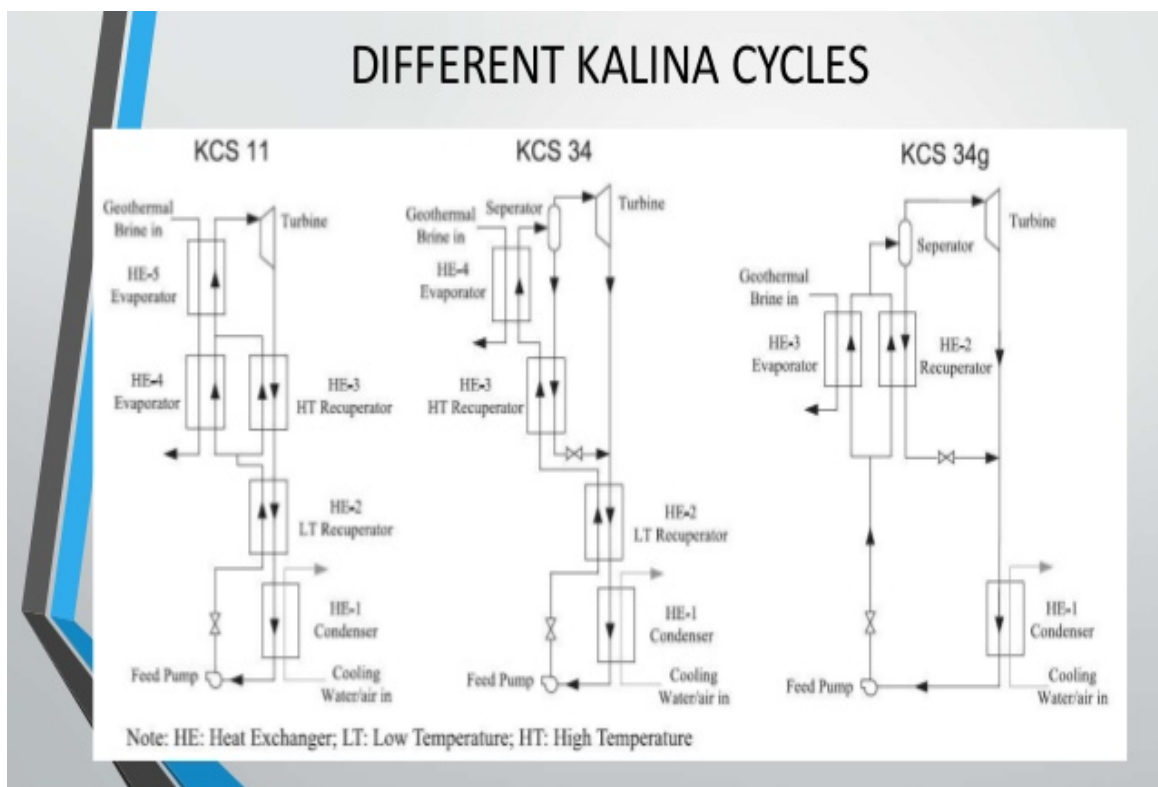 DIFFERENT KALINA CYCLES
KCS 11
Geothermal
Brine in
Turbine
HE-5
Evaporator
HE-4
Evaporator
HE-3
HT Recuperator
HE-2
LT Recuperator
HE-1
Condenser
Feed Pump
Cooling
Water/air in
KCS 34
Geothermal
Brine in
Seperator
Turbine
HE-4
Evaporator
HE-3
HT Recuperator
HE-2
LT Recuperator
HE-1
Condenser
Feed Pump
Cooling
Water/air in
KCS 34g
Turbine
Seperator
Geothermal
Brine in
HE-3
Evaporator
HE-2
Recuperator
HE-1
Condenser
Feed Pump
Cooling
Water/air in
Note: HE: Heat Exchanger; LT: Low Temperature; HT: High Temperature